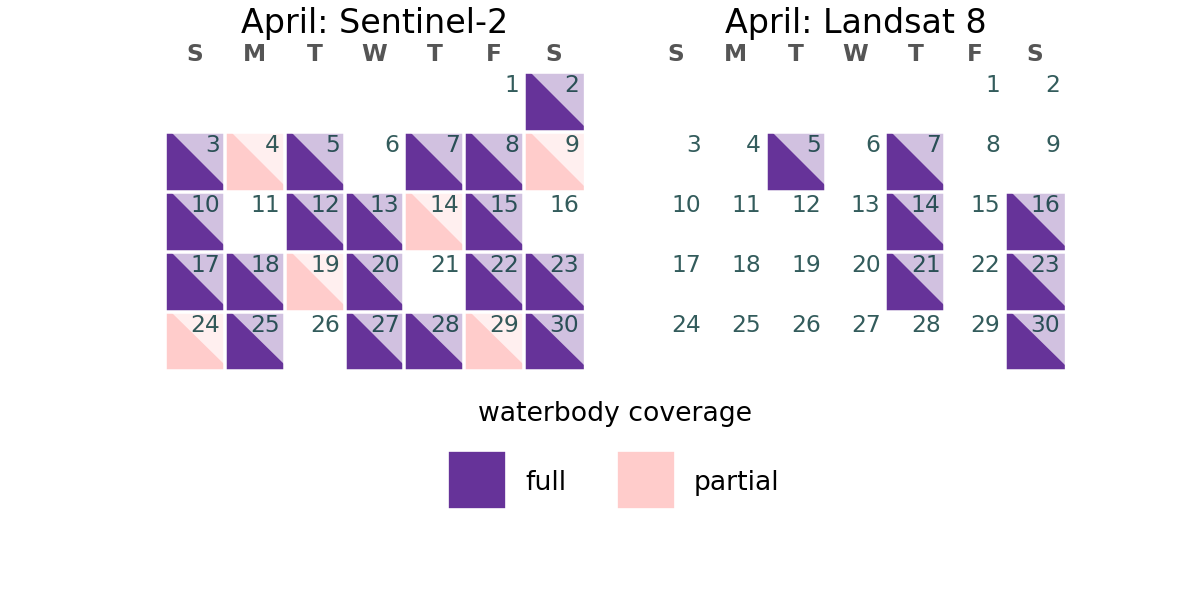 April: Sentinel-2
S M T W T F S
1 2
3 4 5 6 7 8 9
10 11 12 13 14 15 16
17 18 19 20 21 22 23
24 25 26 27 28 29 30
April: Landsat 8
S M T W T F S
1 2
3 4 5 6 7 8 9
10 11 12 13 14 15 16
17 18 19 20 21 22 23
24 25 26 27 28 29 30
waterbody coverage
full
partial